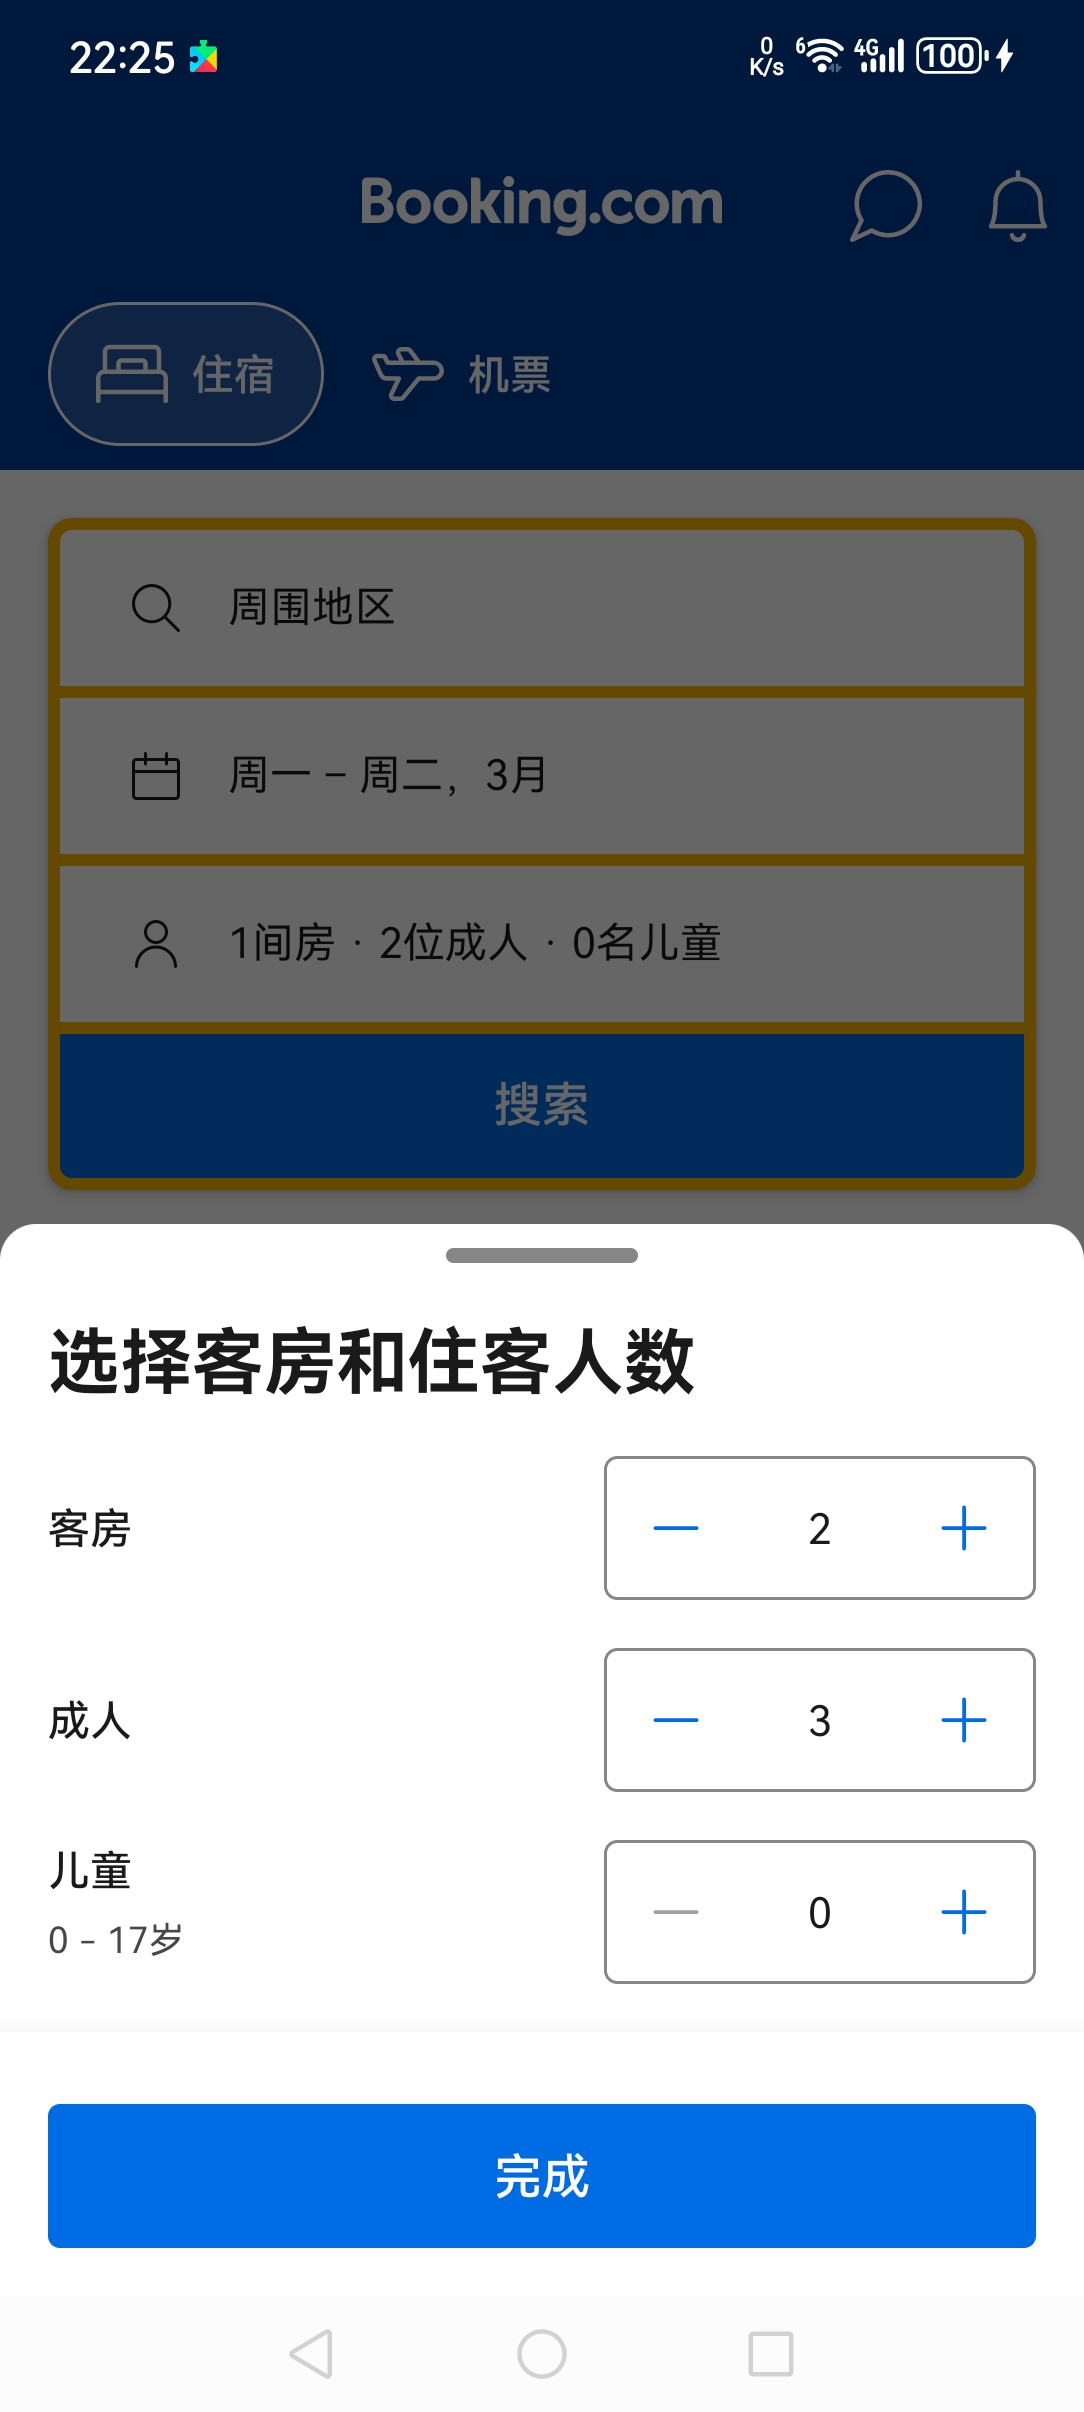 22:25
0 K/s 6 4G 100
Booking.com
住宿 机票
周围地区
周一 – 周二，3月
1间房 · 2位成人 · 0名儿童
搜索
选择客房和住客人数
客房 2
成人 3
儿童 0
0 – 17岁
完成